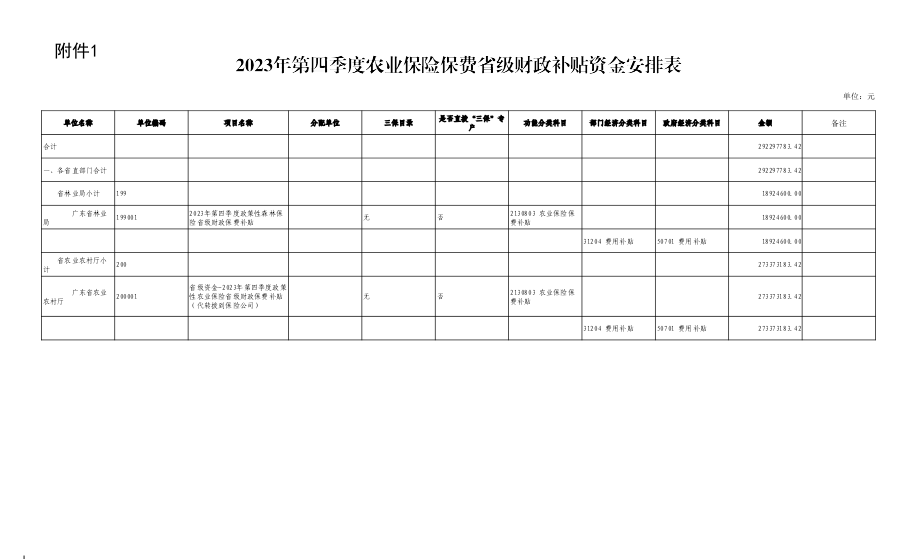 附件1
2023年第四季度农业保险保费省级财政补贴资金安排表
单位：元
单位名称 单位编码 项目名称 分配单位 三保目录 是否直拨“三保”专户 功能分类科目 部门经济分类科目 政府经济分类科目 金额 备注
合计 292297783.42
一、各省直部门合计 292297783.42
省林业局小计 199 18924600.00
广东省林业局 199001 2023年第四季度政策性森林保险省级财政保费补贴 无 否 2130803 农业保险保费补贴 18924600.00
31204 费用补贴 50701 费用补贴 18924600.00
省农业农村厅小计 200 273373183.42
广东省农业农村厅 200001 省级资金-2023年第四季度政策性农业保险省级财政保费补贴（代转拨到保险公司） 无 否 2130803 农业保险保费补贴 273373183.42
31204 费用补贴 50701 费用补贴 273373183.42